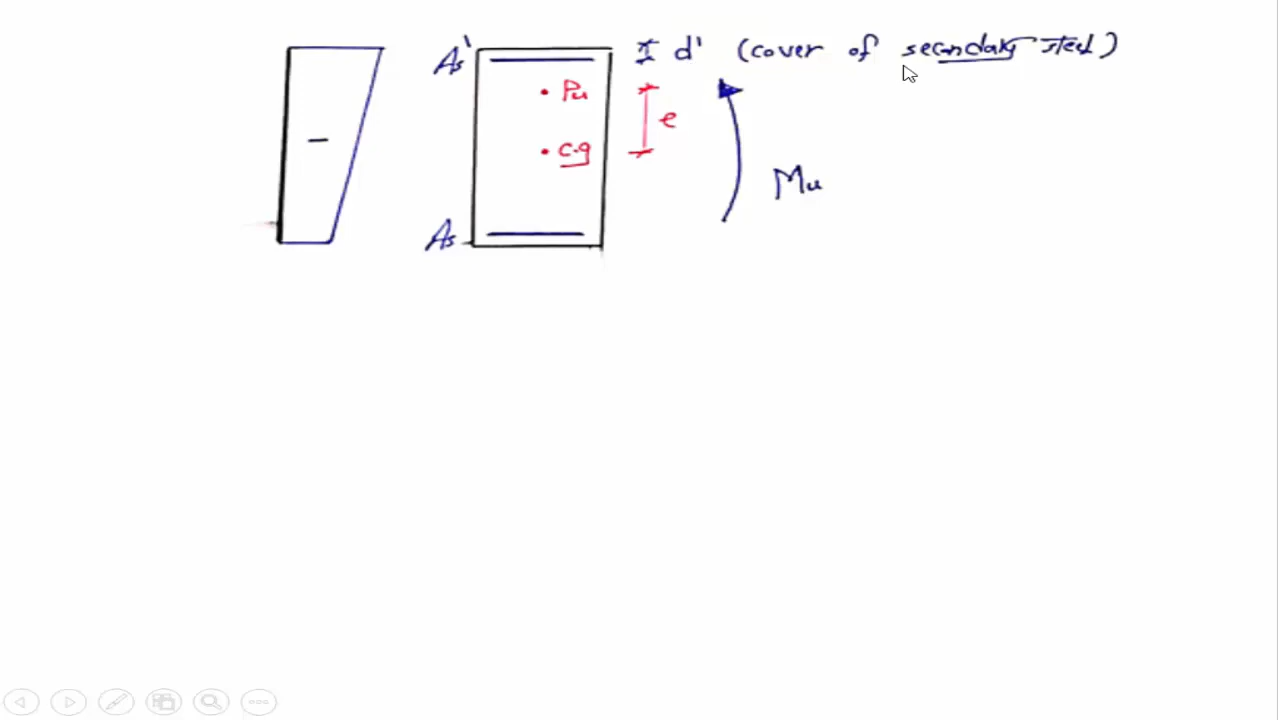 As' d' (cover of secondary steel)
Pu
e
c.g
Mu
As